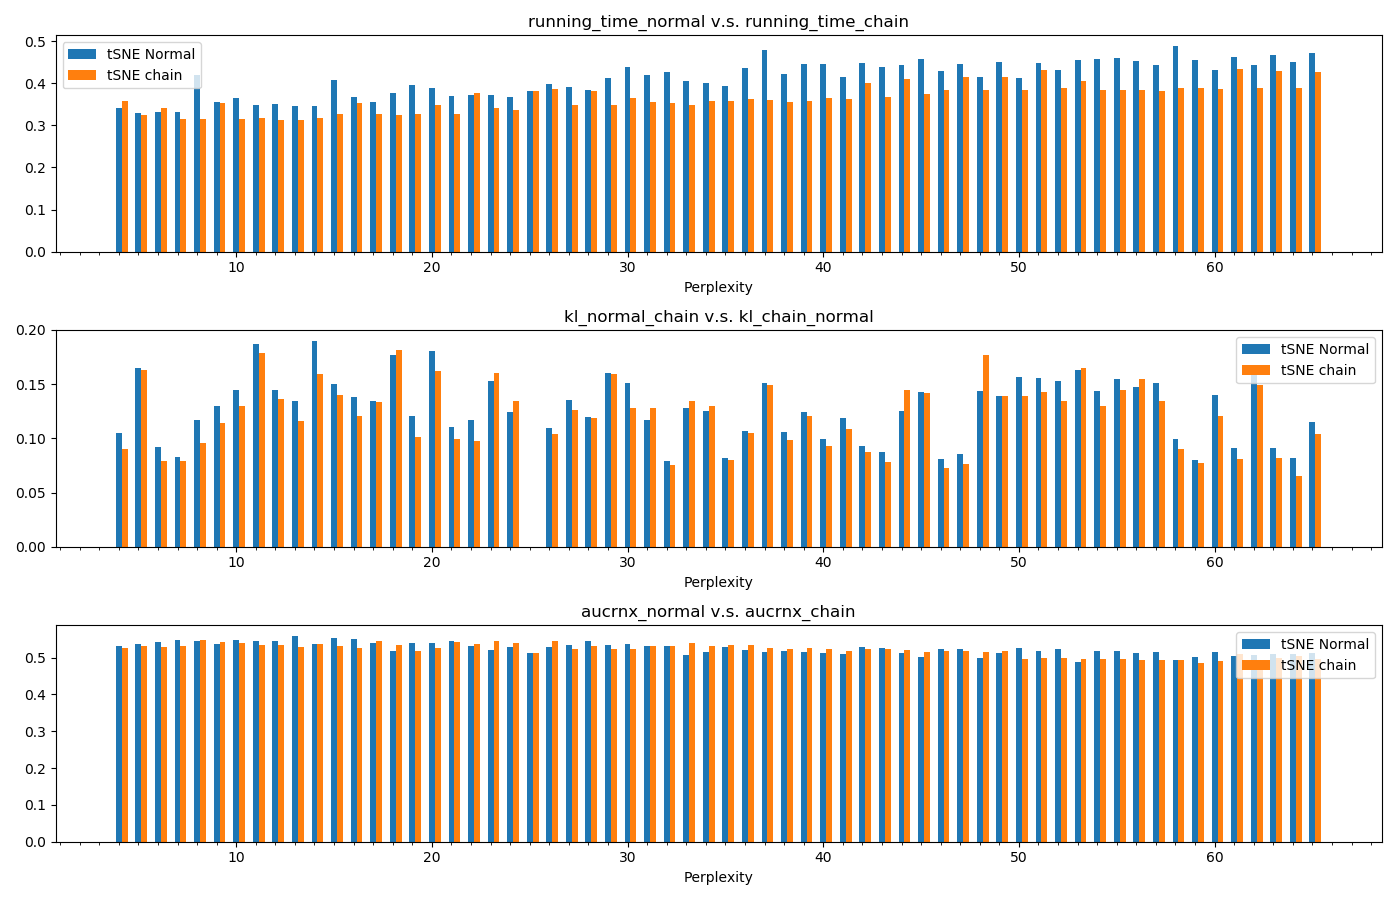 running_time_normal v.s. running_time_chain
tSNE Normal
tSNE chain
0.5
0.4
0.3
0.2
0.1
0.0
10 20 30 40 50 60
Perplexity
kl_normal_chain v.s. kl_chain_normal
tSNE Normal
tSNE chain
0.20
0.15
0.10
0.05
0.00
10 20 30 40 50 60
Perplexity
aucrnx_normal v.s. aucrnx_chain
tSNE Normal
tSNE chain
0.5
0.4
0.3
0.2
0.1
0.0
10 20 30 40 50 60
Perplexity